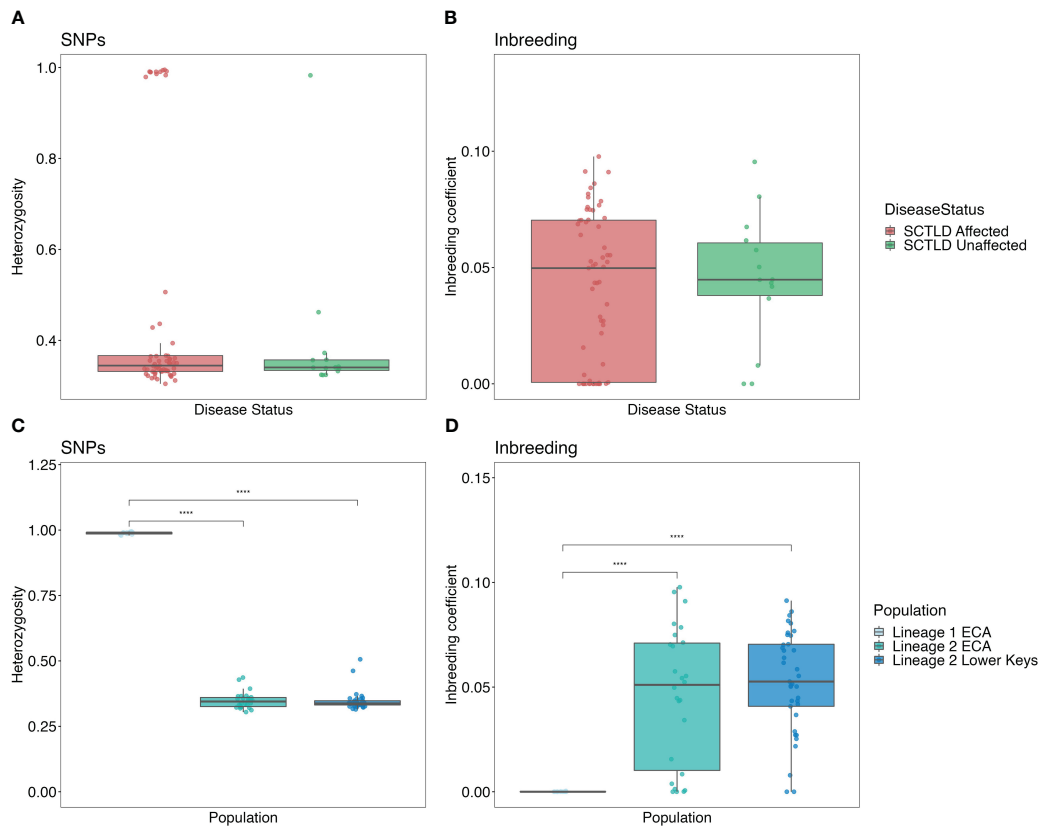 A
SNPs
1.0
0.8
0.6
0.4
Heterozygosity
Disease Status
B
Inbreeding
0.10
0.05
0.00
Inbreeding coefficient
Disease Status
DiseaseStatus
SCTLD Affected
SCTLD Unaffected
C
SNPs
1.25
1.00
0.75
0.50
0.25
0.00
Heterozygosity
****
****
Population
D
Inbreeding
0.15
0.10
0.05
0.00
Inbreeding coefficient
****
****
Population
Population
Lineage 1 ECA
Lineage 2 ECA
Lineage 2 Lower Keys